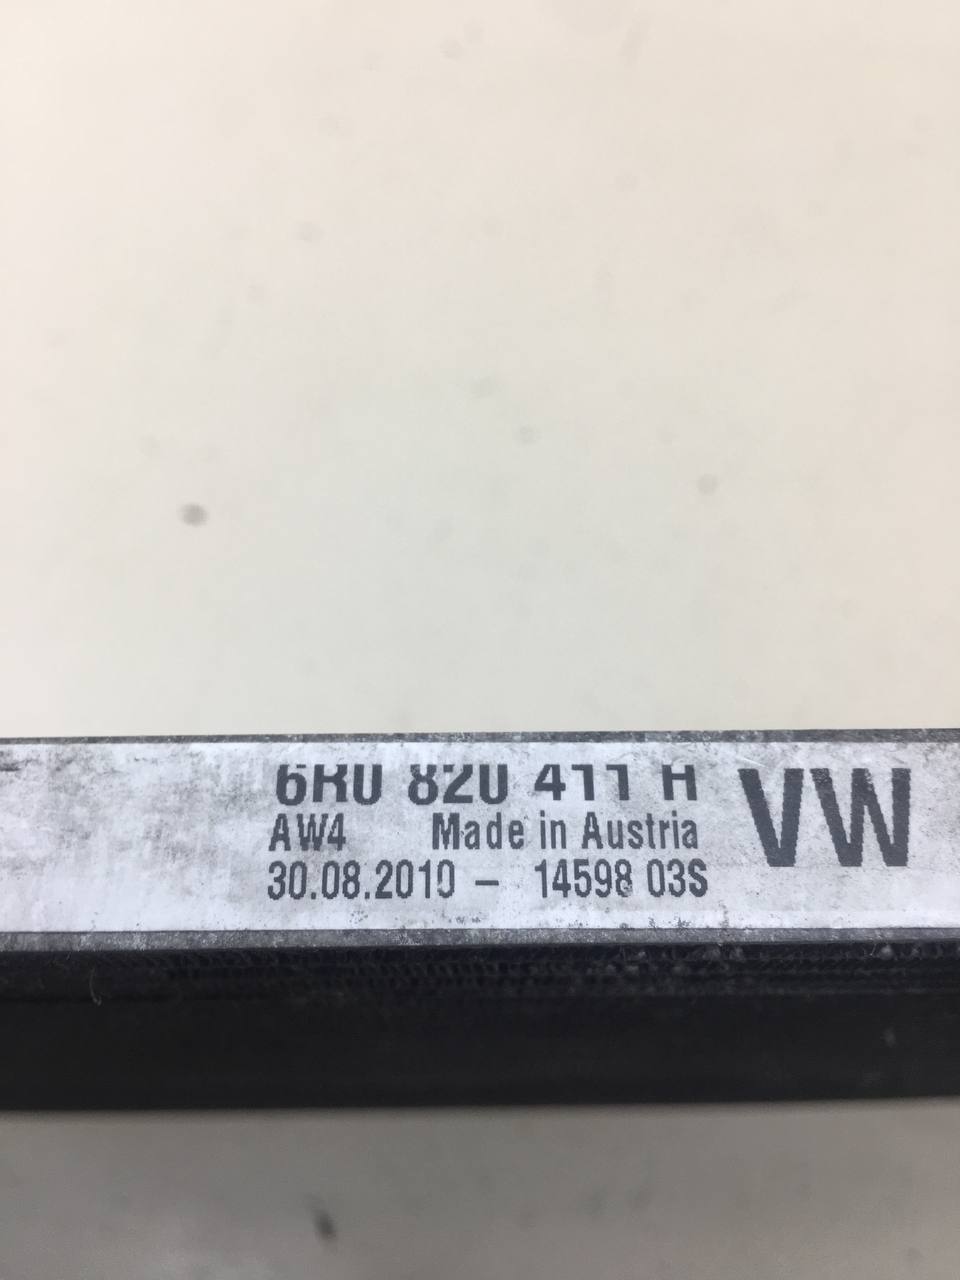 6R0 820 411 H VW
AW4 Made in Austria
30.08.2010 – 14598 03S